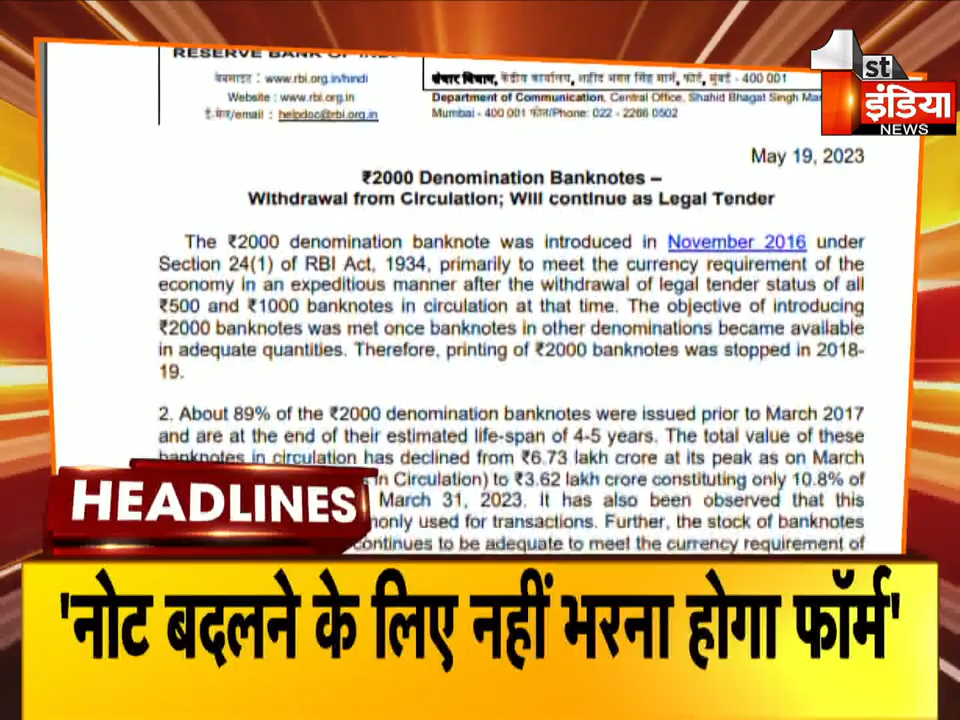 RESERVE BANK OF
वेबसाइट : www.rbi.org.in/hindi
Website : www.rbi.org.in
ई-मेल/email : helpdoc@rbi.org.in
संचार विभाग, केंद्रीय कार्यालय, शहीद भगत सिंह मार्ग, फोर्ट, मुंबई - 400 001
Department of Communication, Central Office, Shahid Bhagat Singh
Mumbai - 400 001 फोन/Phone: 022 - 2266 0502
1st
इंडिया
NEWS
May 19, 2023
₹2000 Denomination Banknotes –
Withdrawal from Circulation; Will continue as Legal Tender
The ₹2000 denomination banknote was introduced in November 2016 under
Section 24(1) of RBI Act, 1934, primarily to meet the currency requirement of the
economy in an expeditious manner after the withdrawal of legal tender status of all
₹500 and ₹1000 banknotes in circulation at that time. The objective of introducing
₹2000 banknotes was met once banknotes in other denominations became available
in adequate quantities. Therefore, printing of ₹2000 banknotes was stopped in 2018-
19.
2. About 89% of the ₹2000 denomination banknotes were issued prior to March 2017
and are at the end of their estimated life-span of 4-5 years. The total value of these
banknotes in circulation has declined from ₹6.73 lakh crore at its peak as on March
in Circulation) to ₹3.62 lakh crore constituting only 10.8% of
March 31, 2023. It has also been observed that this
used for transactions. Further, the stock of banknotes
continues to be adequate to meet the currency requirement of
HEADLINES
'नोट बदलने के लिए नहीं भरना होगा फॉर्म'